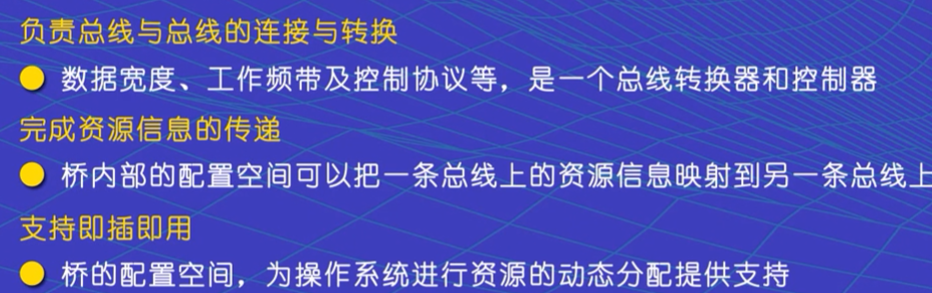 负责总线与总线的连接与转换
数据宽度、工作频带及控制协议等，是一个总线转换器和控制器
完成资源信息的传递
桥内部的配置空间可以把一条总线上的资源信息映射到另一条总线上
支持即插即用
桥的配置空间，为操作系统进行资源的动态分配提供支持